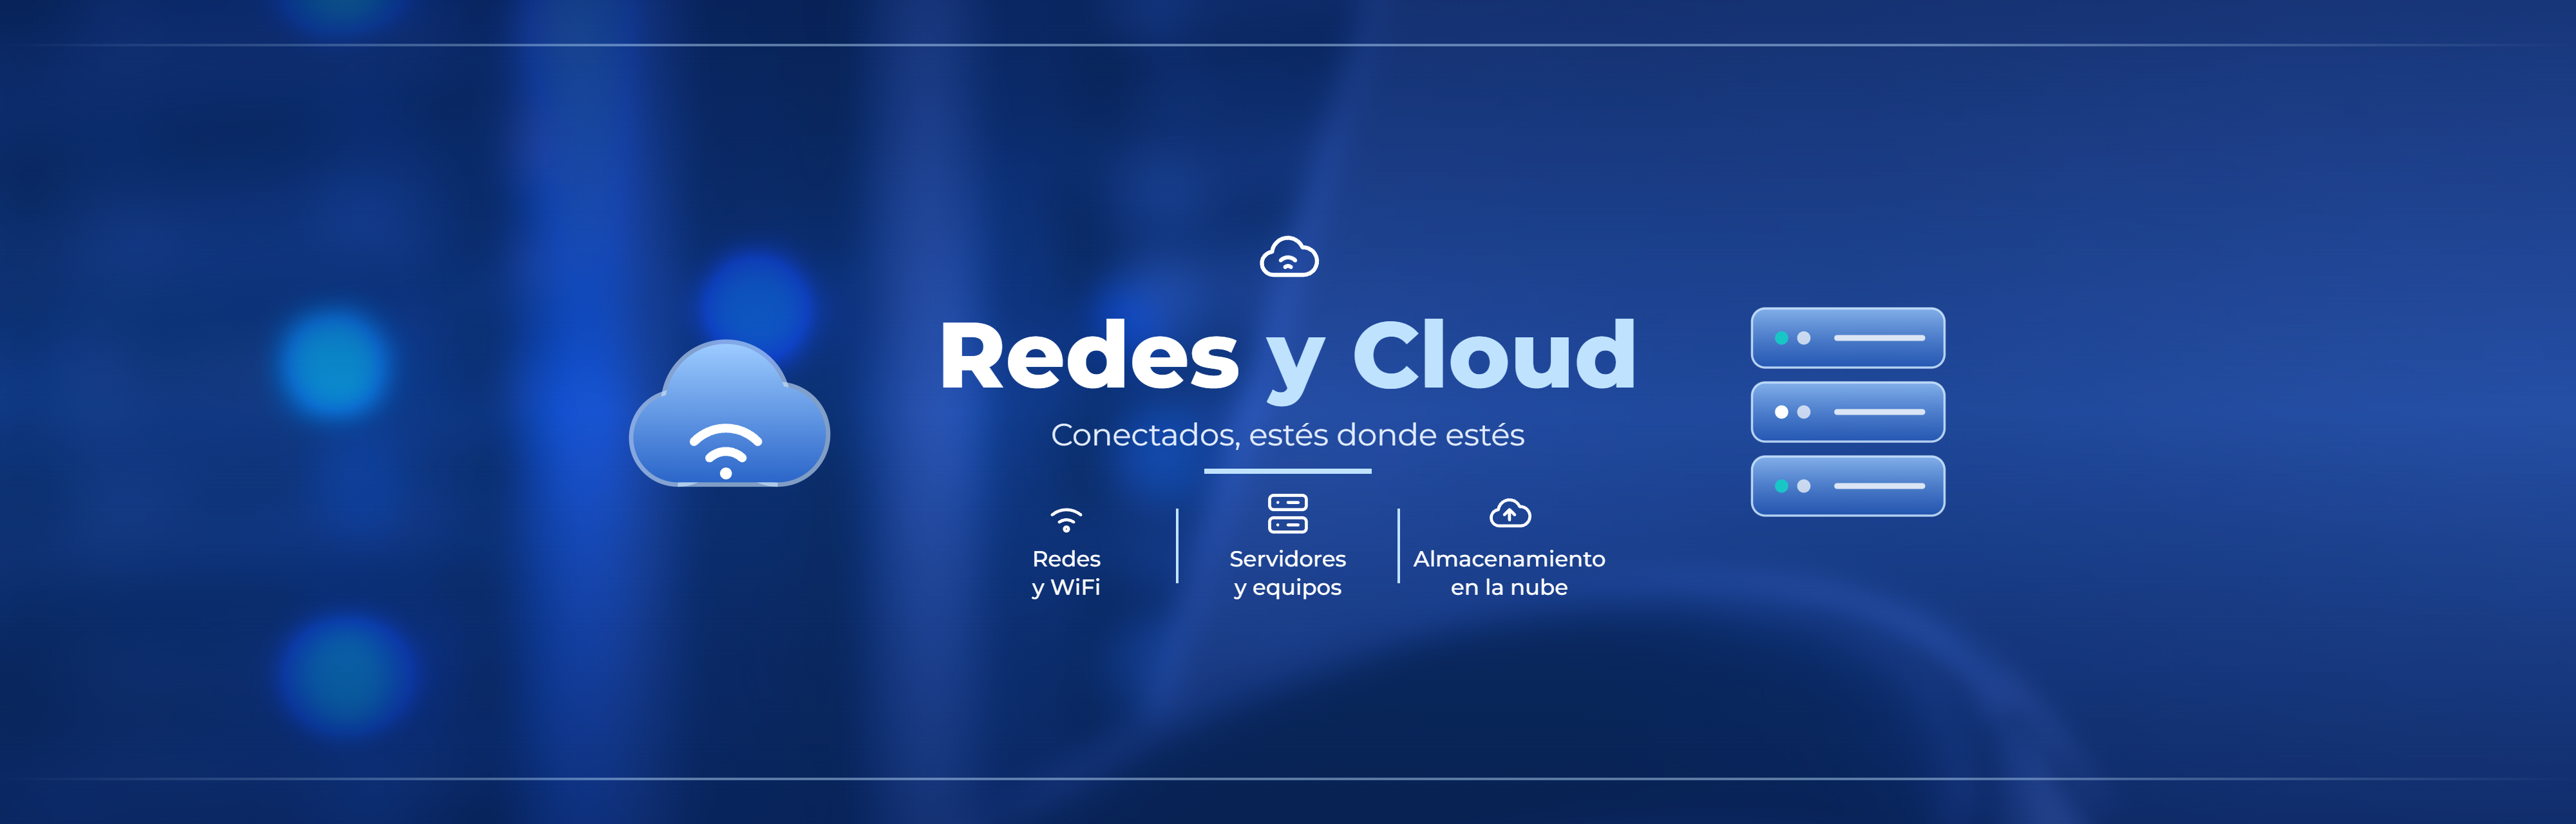 Redes y Cloud
Conectados, estés donde estés
Redes
y WiFi
Servidores
y equipos
Almacenamiento
en la nube